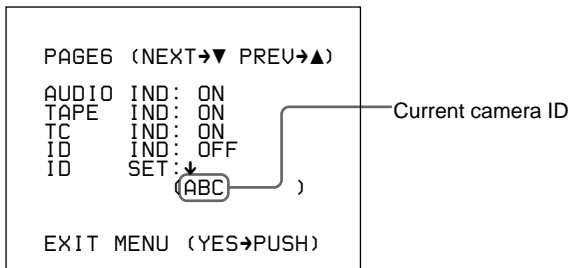 PAGE6 (NEXT→▼ PREV→▲)
AUDIO IND: ON
TAPE IND: ON
TC IND: ON
ID IND: OFF
ID SET:↓
(ABC )
Current camera ID
EXIT MENU (YES→PUSH)